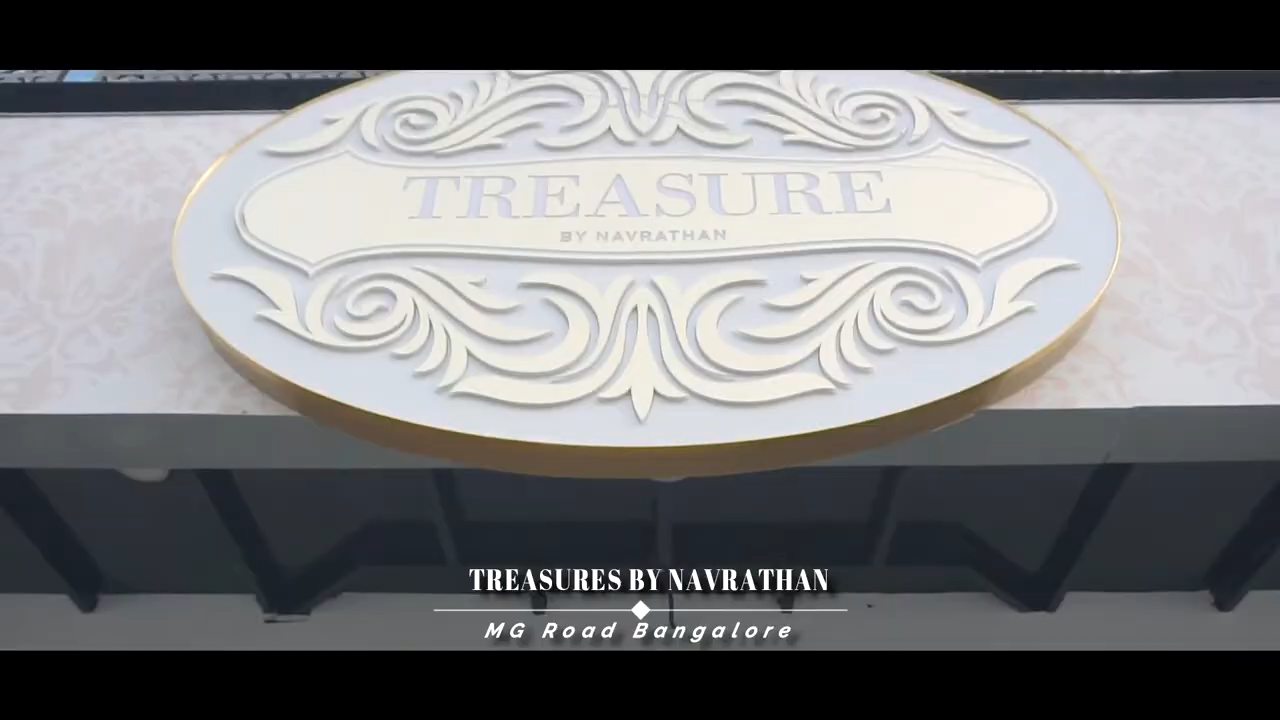 TREASURE
BY NAVRATHAN
TREASURES BY NAVRATHAN
MG Road Bangalore